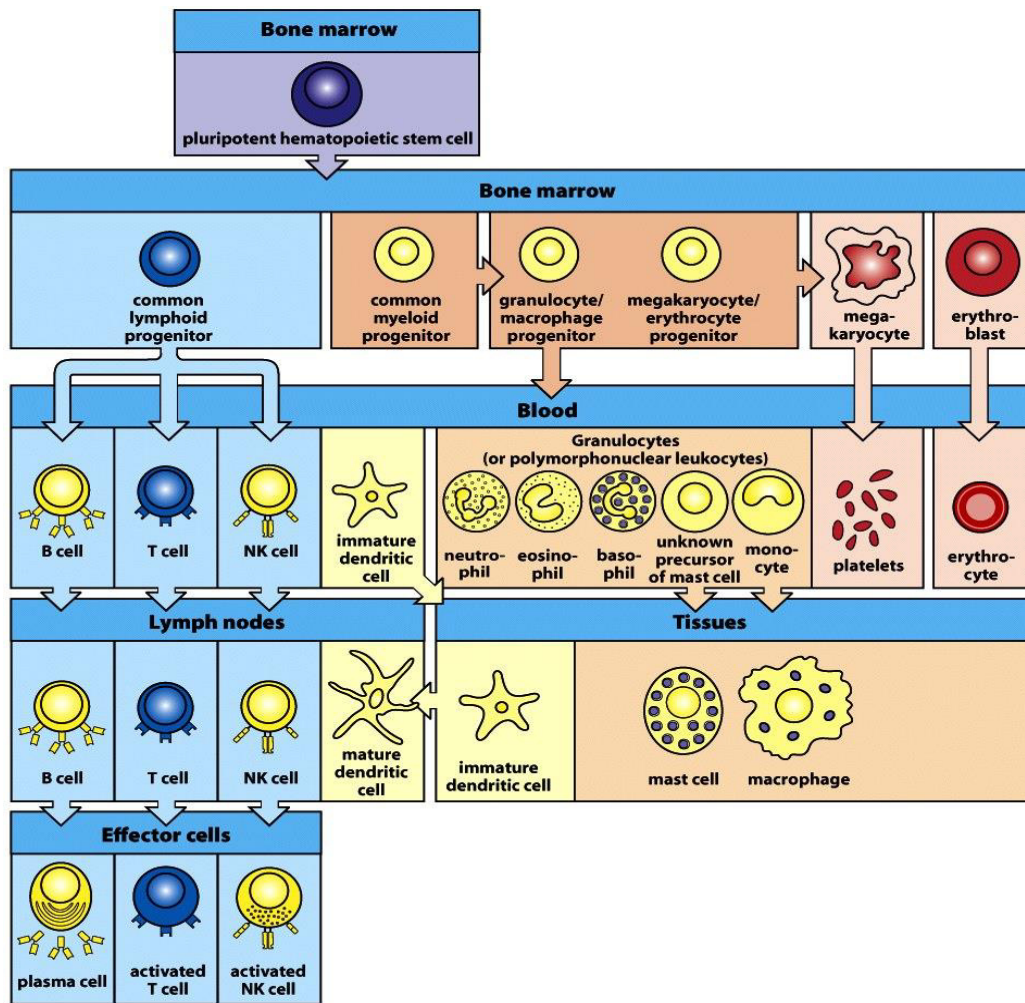 Bone marrow
pluripotent hematopoietic stem cell
Bone marrow
common
lymphoid
progenitor
common
myeloid
progenitor
granulocyte/
macrophage
progenitor
megakaryocyte/
erythrocyte
progenitor
mega-
karyocyte
erythro-
blast
Blood
B cell
T cell
NK cell
immature
dendritic
cell
Granulocytes
(or polymorphonuclear leukocytes)
neutro-
phil
eosino-
phil
baso-
phil
unknown
precursor
of mast cell
mono-
cyte
platelets
erythro-
cyte
Lymph nodes
Tissues
B cell
T cell
NK cell
mature
dendritic
cell
immature
dendritic cell
mast cell
macrophage
Effector cells
plasma cell
activated
T cell
activated
NK cell